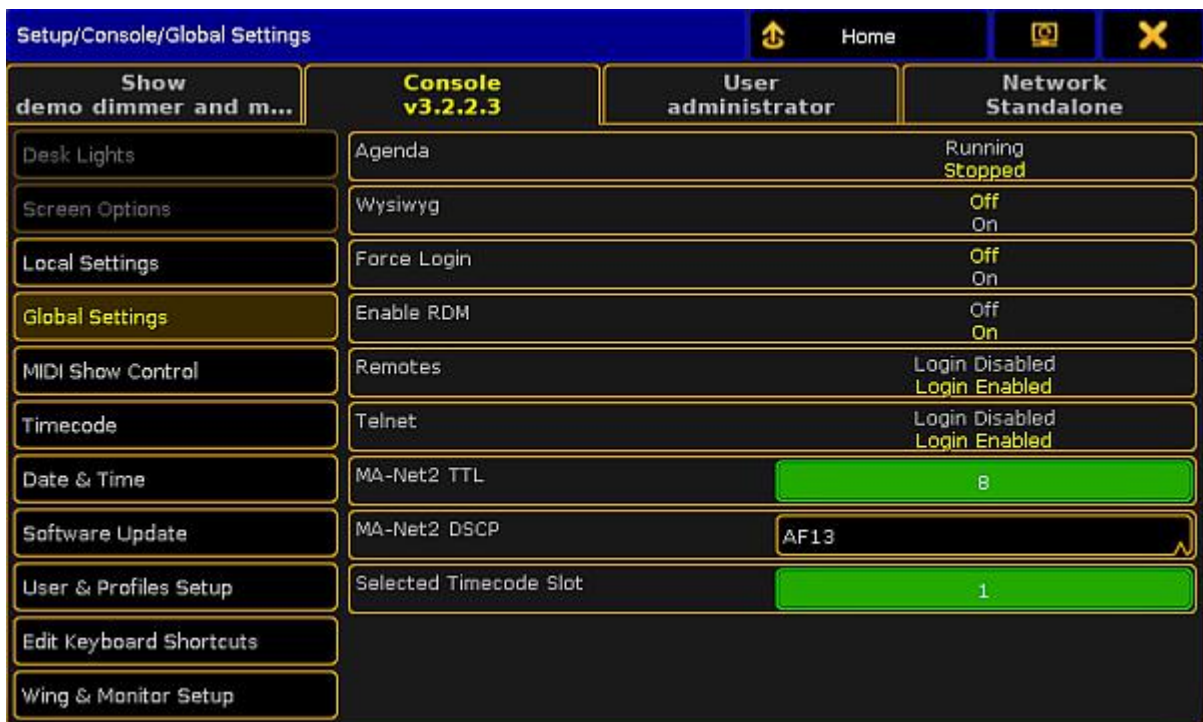 Setup/Console/Global Settings
Home
Show
demo dimmer and m...
Console
v3.2.2.3
User
administrator
Network
Standalone
Desk Lights
Screen Options
Local Settings
Global Settings
MIDI Show Control
Timecode
Date & Time
Software Update
User & Profiles Setup
Edit Keyboard Shortcuts
Wing & Monitor Setup
Agenda
Running
Stopped
Wysiwyg
Off
On
Force Login
Off
On
Enable RDM
Off
On
Remotes
Login Disabled
Login Enabled
Telnet
Login Disabled
Login Enabled
MA-Net2 TTL
8
MA-Net2 DSCP
AF13
Selected Timecode Slot
1